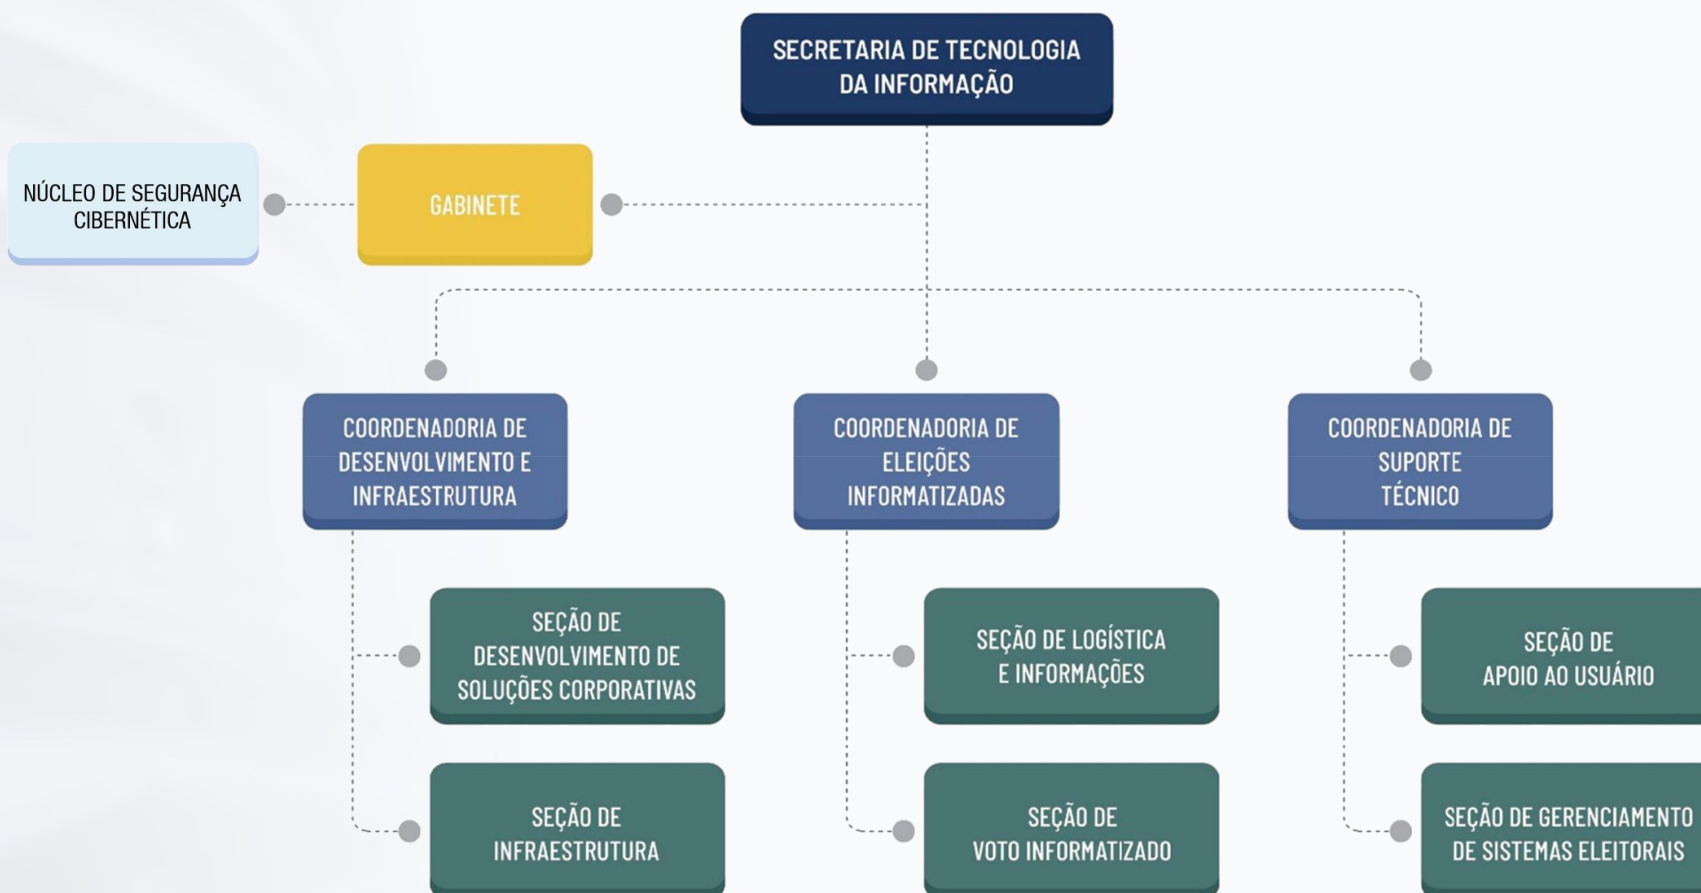 SECRETARIA DE TECNOLOGIA
DA INFORMAÇÃO
NÚCLEO DE SEGURANÇA
CIBERNÉTICA
GABINETE
COORDENADORIA DE
DESENVOLVIMENTO E
INFRAESTRUTURA
COORDENADORIA DE
ELEIÇÕES
INFORMATIZADAS
COORDENADORIA DE
SUPORTE
TÉCNICO
SEÇÃO DE
DESENVOLVIMENTO DE
SOLUÇÕES CORPORATIVAS
SEÇÃO DE LOGÍSTICA
E INFORMAÇÕES
SEÇÃO DE
APOIO AO USUÁRIO
SEÇÃO DE
INFRAESTRUTURA
SEÇÃO DE
VOTO INFORMATIZADO
SEÇÃO DE GERENCIAMENTO
DE SISTEMAS ELEITORAIS